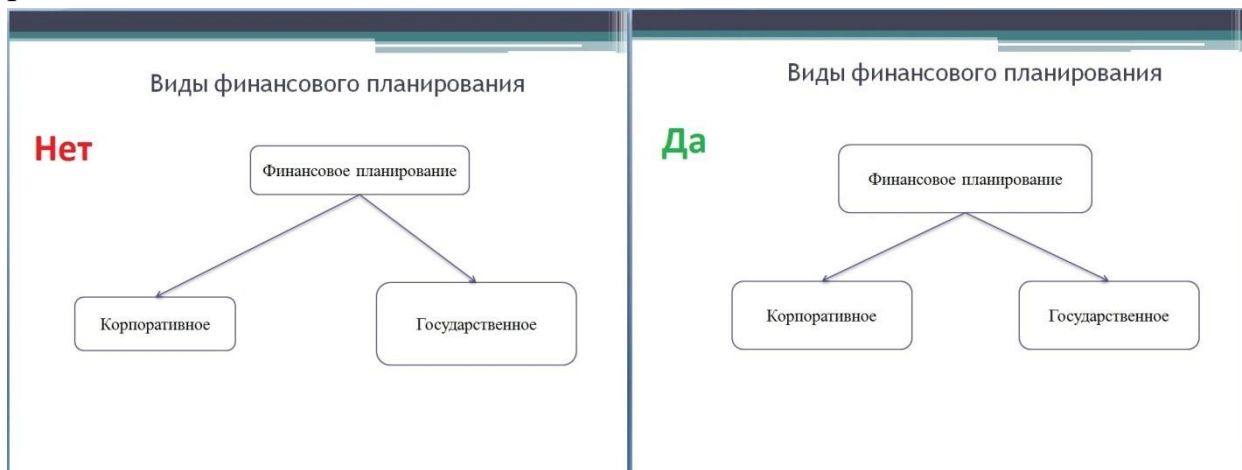 Виды финансового планирования
Нет
Финансовое планирование
Корпоративное
Государственное
Виды финансового планирования
Да
Финансовое планирование
Корпоративное
Государственное